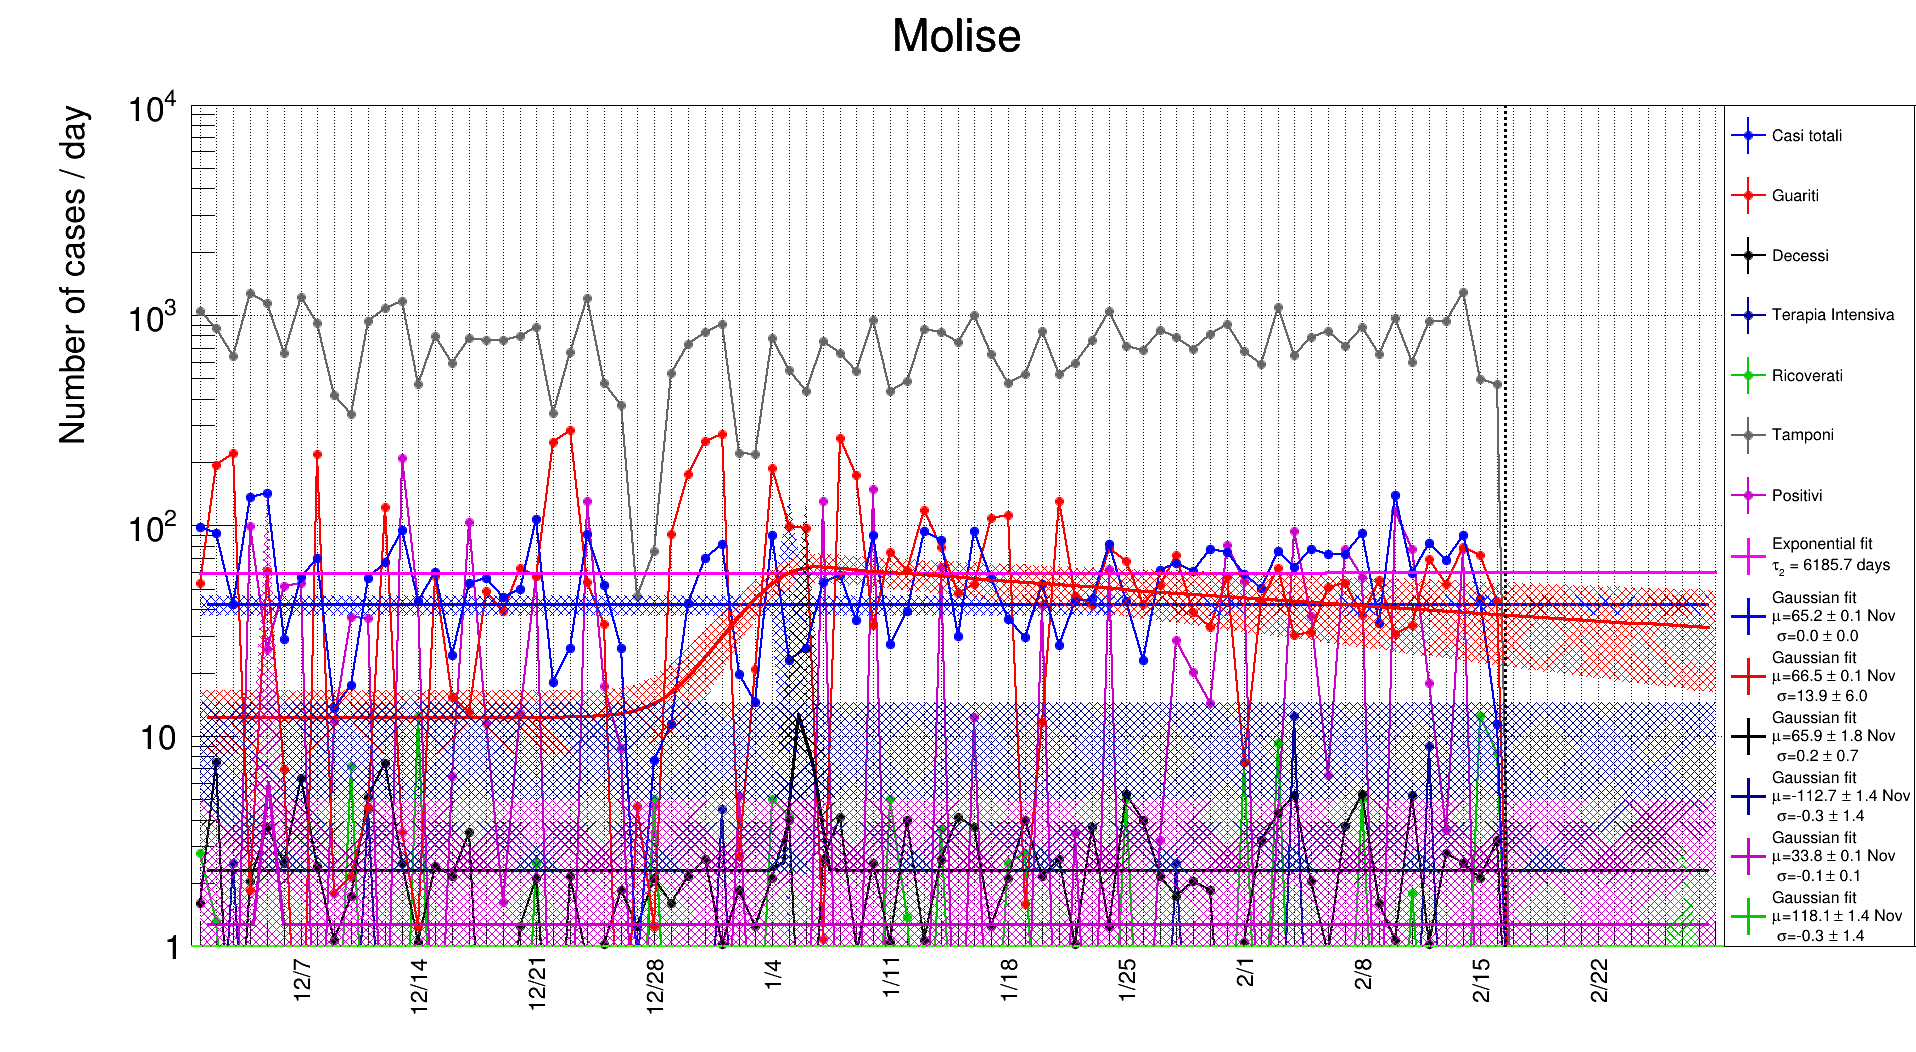 Molise
Number of cases / day
10^4
10^3
10^2
10
1
12/7
12/14
12/21
12/28
1/4
1/11
1/18
1/25
2/1
2/8
2/15
2/22
Casi totali
Guariti
Decessi
Terapia Intensiva
Ricoverati
Tamponi
Positivi
Exponential fit
τ₂ = 6185.7 days
Gaussian fit
μ=65.2 ± 0.1 Nov
σ=0.0 ± 0.0
Gaussian fit
μ=66.5 ± 0.1 Nov
σ=13.9 ± 6.0
Gaussian fit
μ=65.9 ± 1.8 Nov
σ=0.2 ± 0.7
Gaussian fit
μ=-112.7 ± 1.4 Nov
σ=-0.3 ± 1.4
Gaussian fit
μ=33.8 ± 0.1 Nov
σ=-0.1 ± 0.1
Gaussian fit
μ=118.1 ± 1.4 Nov
σ=-0.3 ± 1.4